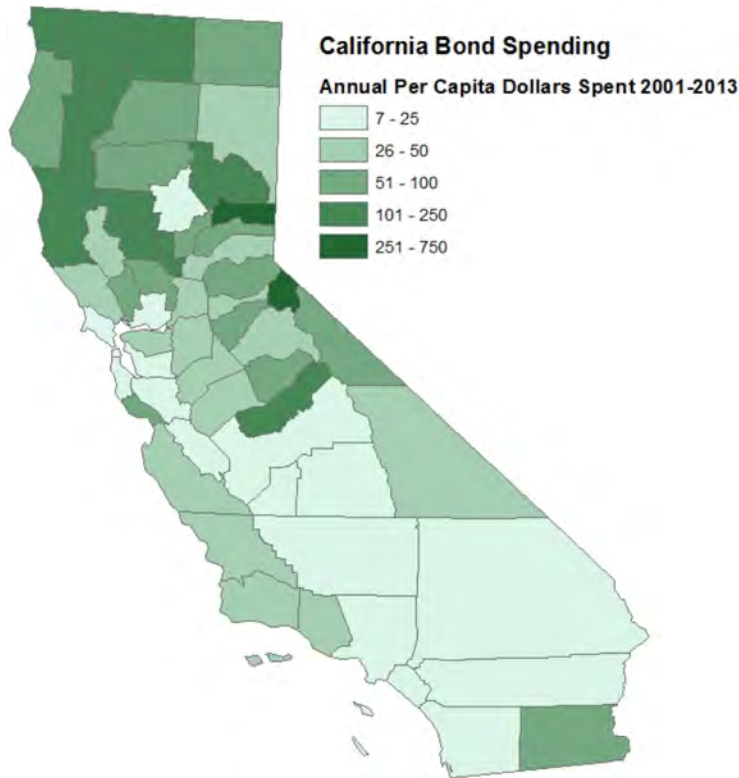 California Bond Spending
Annual Per Capita Dollars Spent 2001-2013
7 - 25
26 - 50
51 - 100
101 - 250
251 - 750